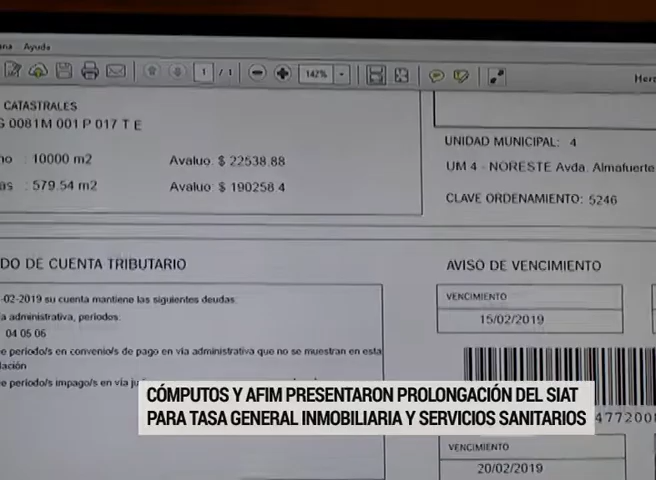 Ayuda
1 / 1
142%
CATASTRALES
G 0081M 001 P 017 T E
10000 m2
Avaluo: $ 22538.88
579.54 m2
Avaluo: $ 190258.4
UNIDAD MUNICIPAL: 4
UM 4 - NORESTE Avda. Almafuerte
CLAVE ORDENAMIENTO: 5246
DO DE CUENTA TRIBUTARIO
-02-2019 su cuenta mantiene las siguientes deudas:
a administrativa, periodos:
04 05 06
e periodo/s en convenio/s de pago en via administrativa que no se muestran en esta
lación
e periodo/s impago/s en vía
AVISO DE VENCIMIENTO
VENCIMIENTO
15/02/2019
477200
VENCIMIENTO
20/02/2019
CÓMPUTOS Y AFIM PRESENTARON PROLONGACIÓN DEL SIAT
PARA TASA GENERAL INMOBILIARIA Y SERVICIOS SANITARIOS